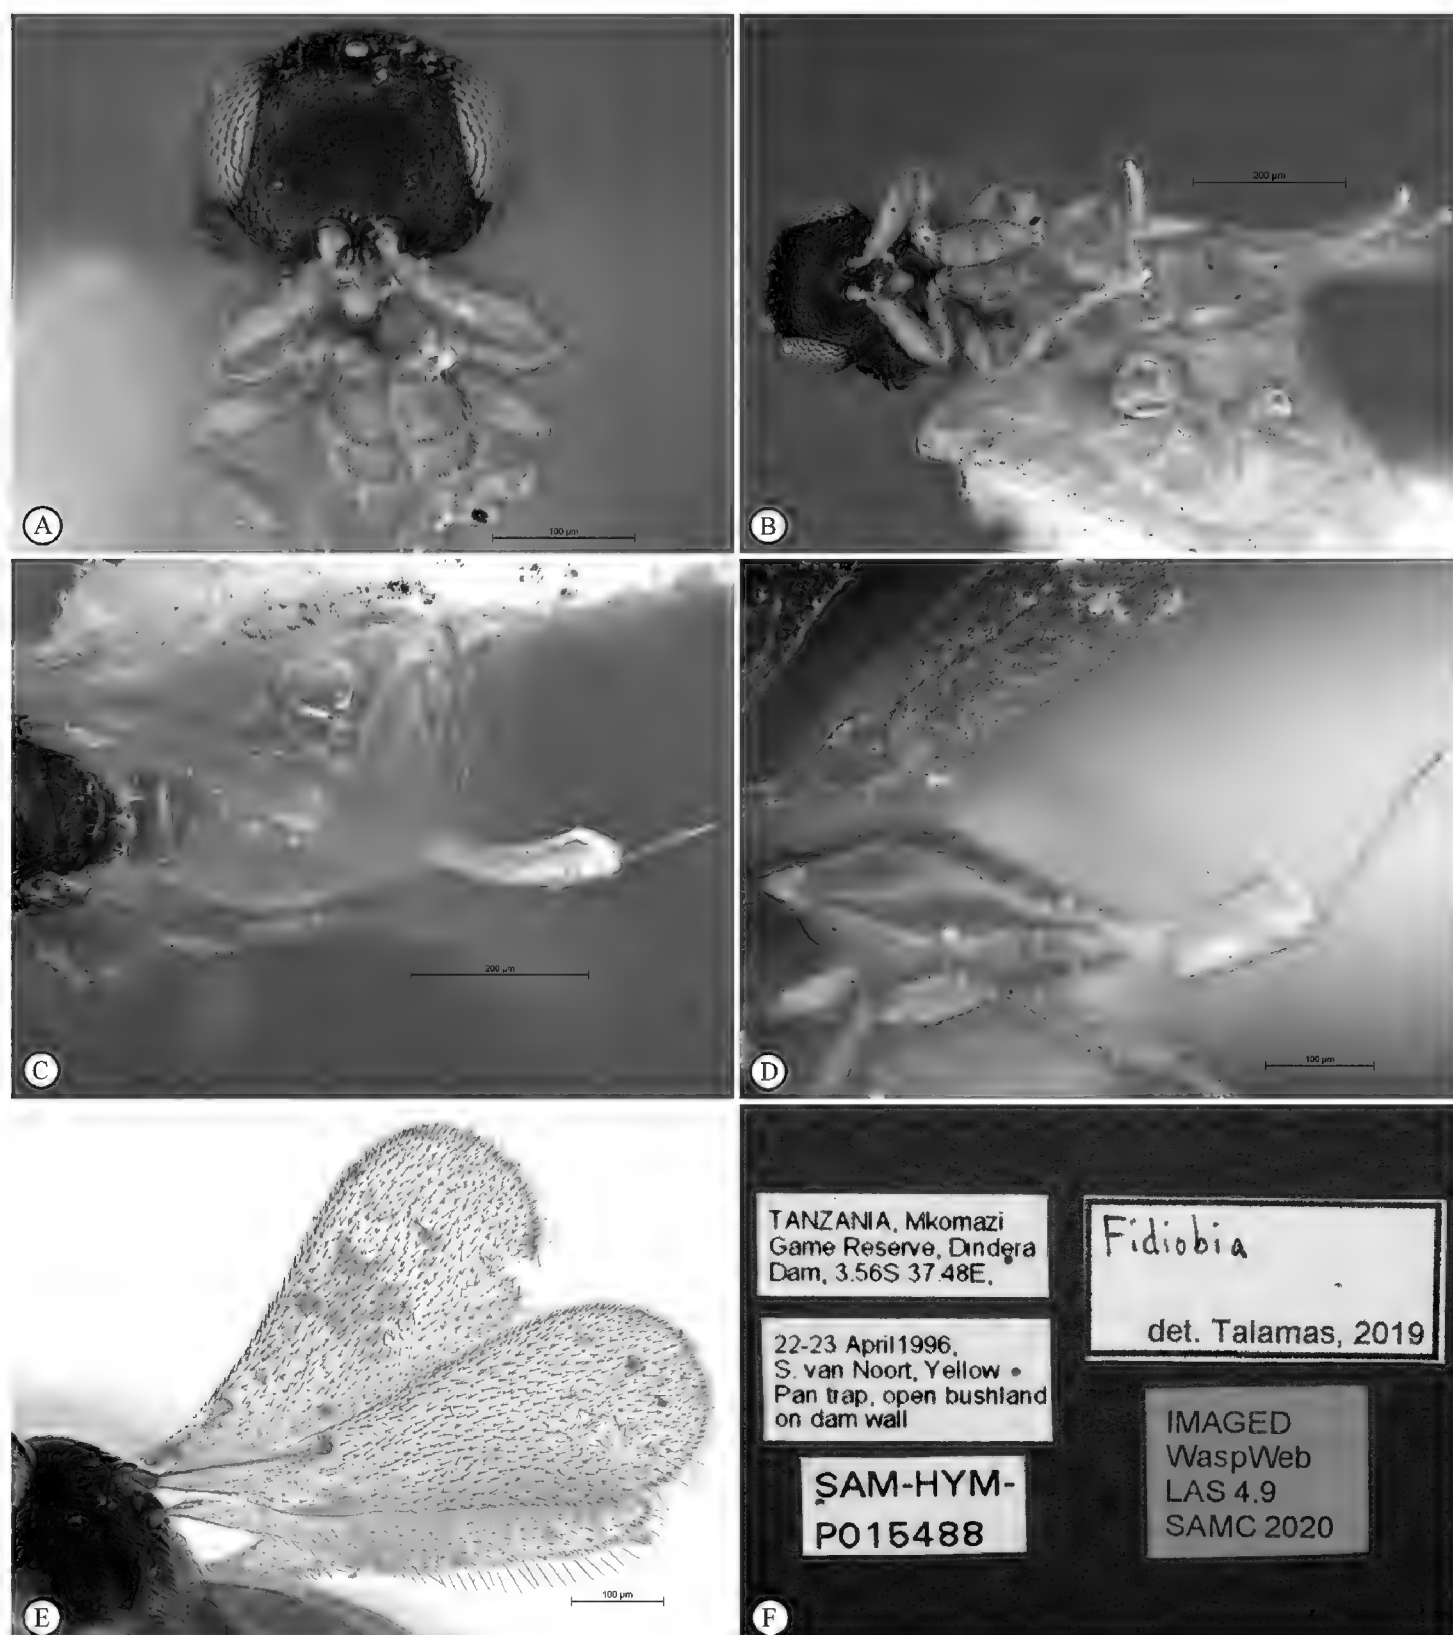 A
100 µm
B
200 µm
C
200 µm
D
100 µm
E
100 µm
TANZANIA, Mkomazi
Game Reserve, Dindera
Dam, 3.56S 37.48E,
22-23 April 1996,
S. van Noort, Yellow
Pan trap, open bushland
on dam wall
SAM-HYM-
P015488
Fidiobia
det. Talamas, 2019
IMAGED
WaspWeb
LAS 4.9
SAMC 2020
F